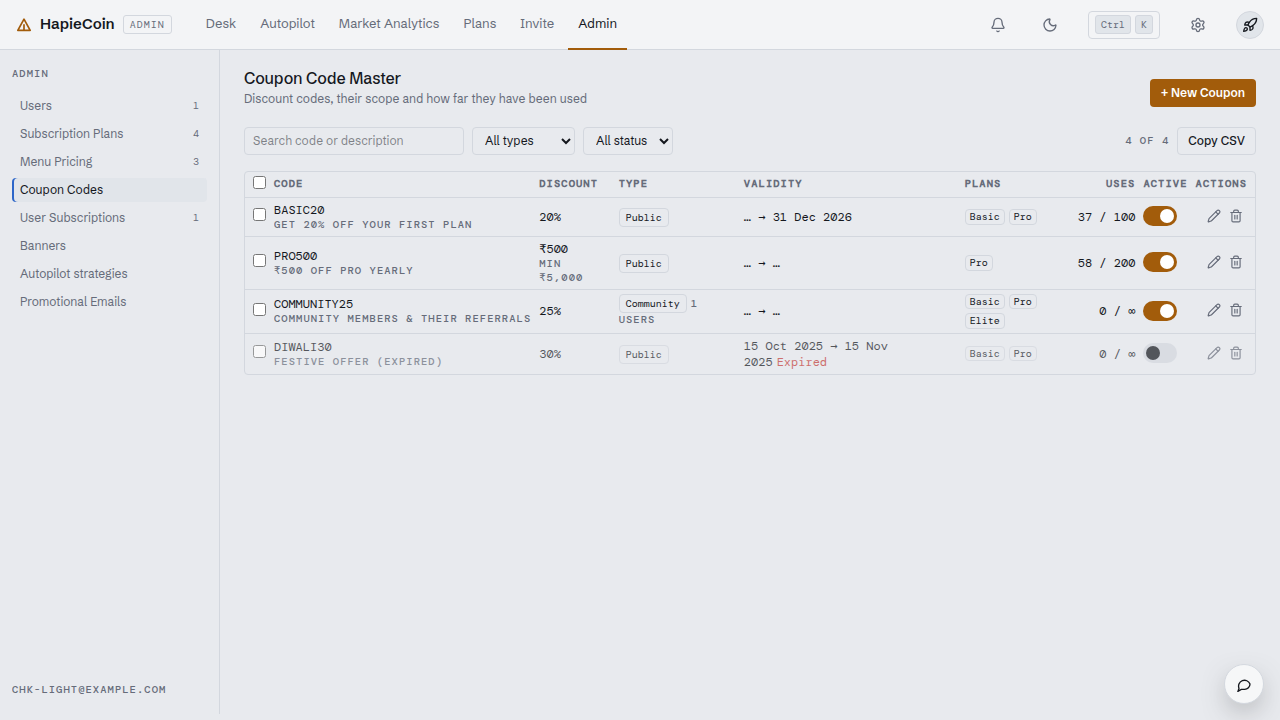 HapieCoin ADMIN Desk Autopilot Market Analytics Plans Invite Admin Ctrl K
ADMIN
Users 1
Subscription Plans 4
Menu Pricing 3
Coupon Codes
User Subscriptions 1
Banners
Autopilot strategies
Promotional Emails
CHK-LIGHT@EXAMPLE.COM
Coupon Code Master
Discount codes, their scope and how far they have been used
+ New Coupon
Search code or description All types All status 4 OF 4 Copy CSV
CODE DISCOUNT TYPE VALIDITY PLANS USES ACTIVE ACTIONS
BASIC20 20% Public … → 31 Dec 2026 Basic Pro 37 / 100
GET 20% OFF YOUR FIRST PLAN
PRO500 ₹500 Public … → … Pro 58 / 200
₹500 OFF PRO YEARLY MIN
₹5,000
COMMUNITY25 25% Community 1 … → … Basic Pro 0 / ∞
COMMUNITY MEMBERS & THEIR REFERRALS USERS Elite
DIWALI30 30% Public 15 Oct 2025 → 15 Nov Basic Pro 0 / ∞
FESTIVE OFFER (EXPIRED) 2025 Expired